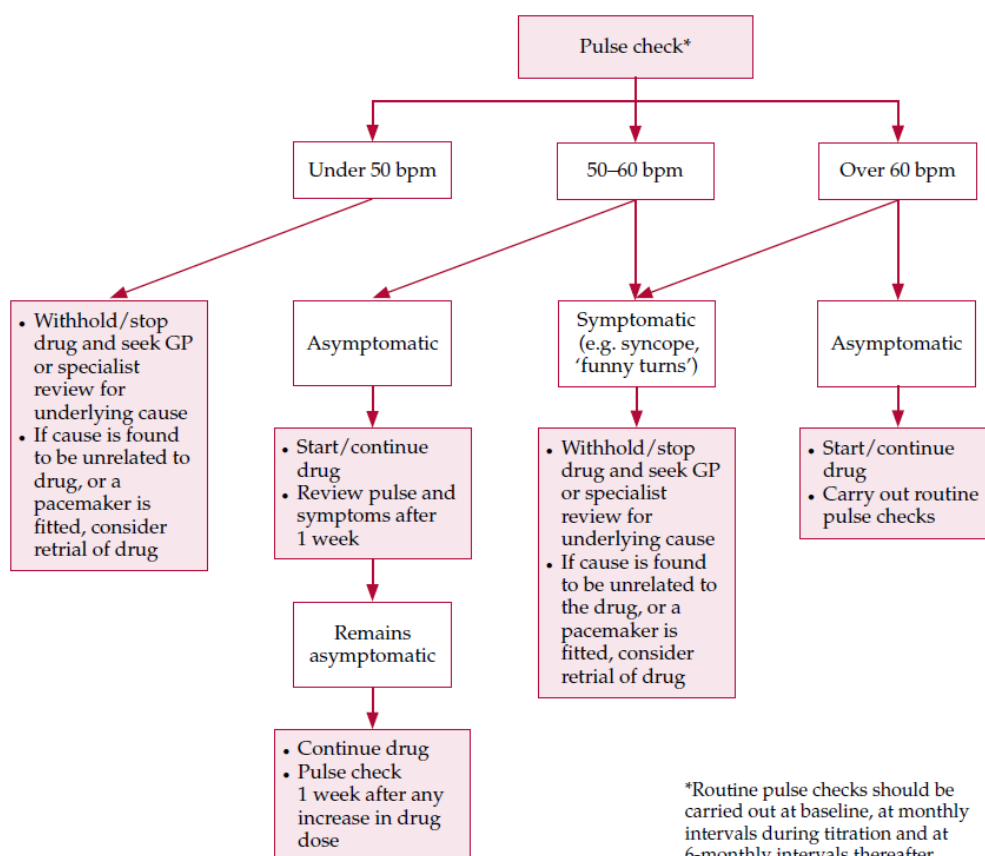 Pulse check*
Under 50 bpm
50–60 bpm
Over 60 bpm
• Withhold/stop
drug and seek GP
or specialist
review for
underlying cause
• If cause is found
to be unrelated to
drug, or a
pacemaker is
fitted, consider
retrial of drug
Asymptomatic
Symptomatic
(e.g. syncope,
‘funny turns’)
Asymptomatic
• Start/continue
drug
• Review pulse and
symptoms after
1 week
• Withhold/stop
drug and seek GP
or specialist
review for
underlying cause
• If cause is found
to be unrelated to
the drug, or a
pacemaker is
fitted, consider
retrial of drug
• Start/continue
drug
• Carry out routine
pulse checks
Remains
asymptomatic
• Continue drug
• Pulse check
1 week after any
increase in drug
dose
*Routine pulse checks should be
carried out at baseline, at monthly
intervals during titration and at
6-monthly intervals thereafter